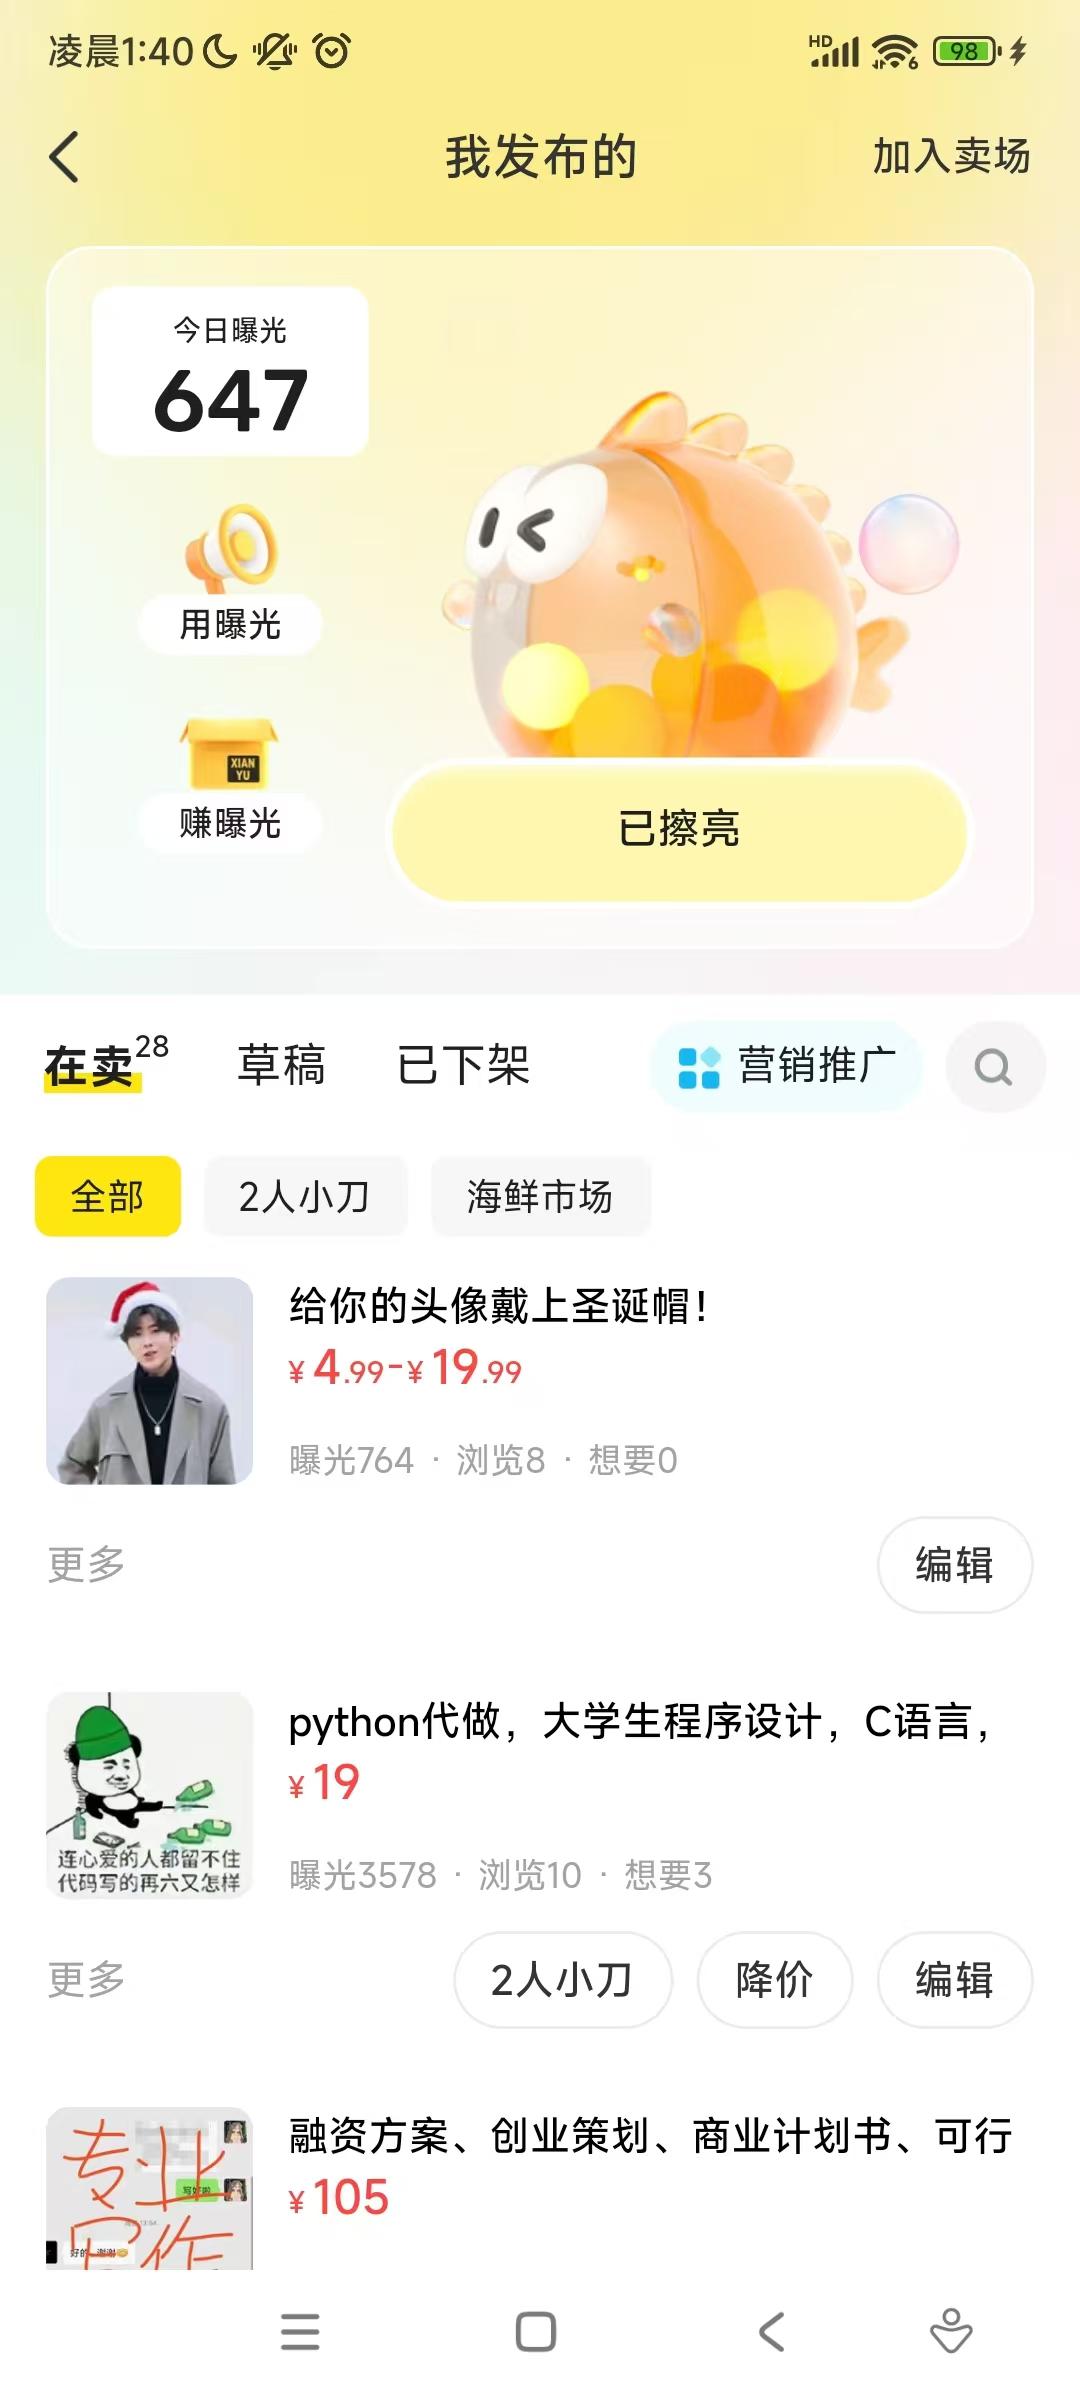 凌晨1:40
HD
6
98
我发布的
加入卖场
今日曝光
647
用曝光
XIAN
YU
赚曝光
已擦亮
在卖28
草稿
已下架
营销推广
全部
2人小刀
海鲜市场
给你的头像戴上圣诞帽！
¥4.99-¥19.99
曝光764 · 浏览8 · 想要0
更多
编辑
连心爱的人都留不住
代码写的再六又怎样
python代做，大学生程序设计，C语言，
¥19
曝光3578 · 浏览10 · 想要3
更多
2人小刀
降价
编辑
专业
写作
融资方案、创业策划、商业计划书、可行
¥105